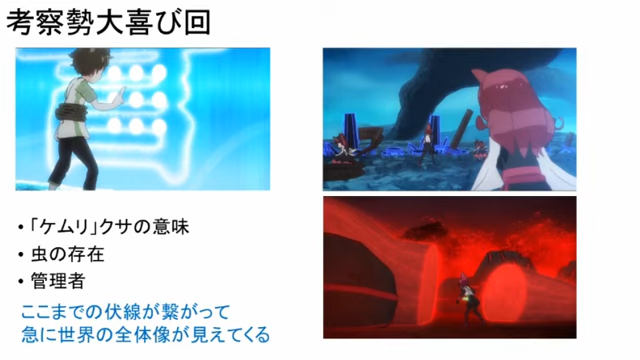 考察勢大喜び回
• 「ケムリ」クサの意味
• 虫の存在
• 管理者
ここまでの伏線が繋がって
急に世界の全体像が見えてくる